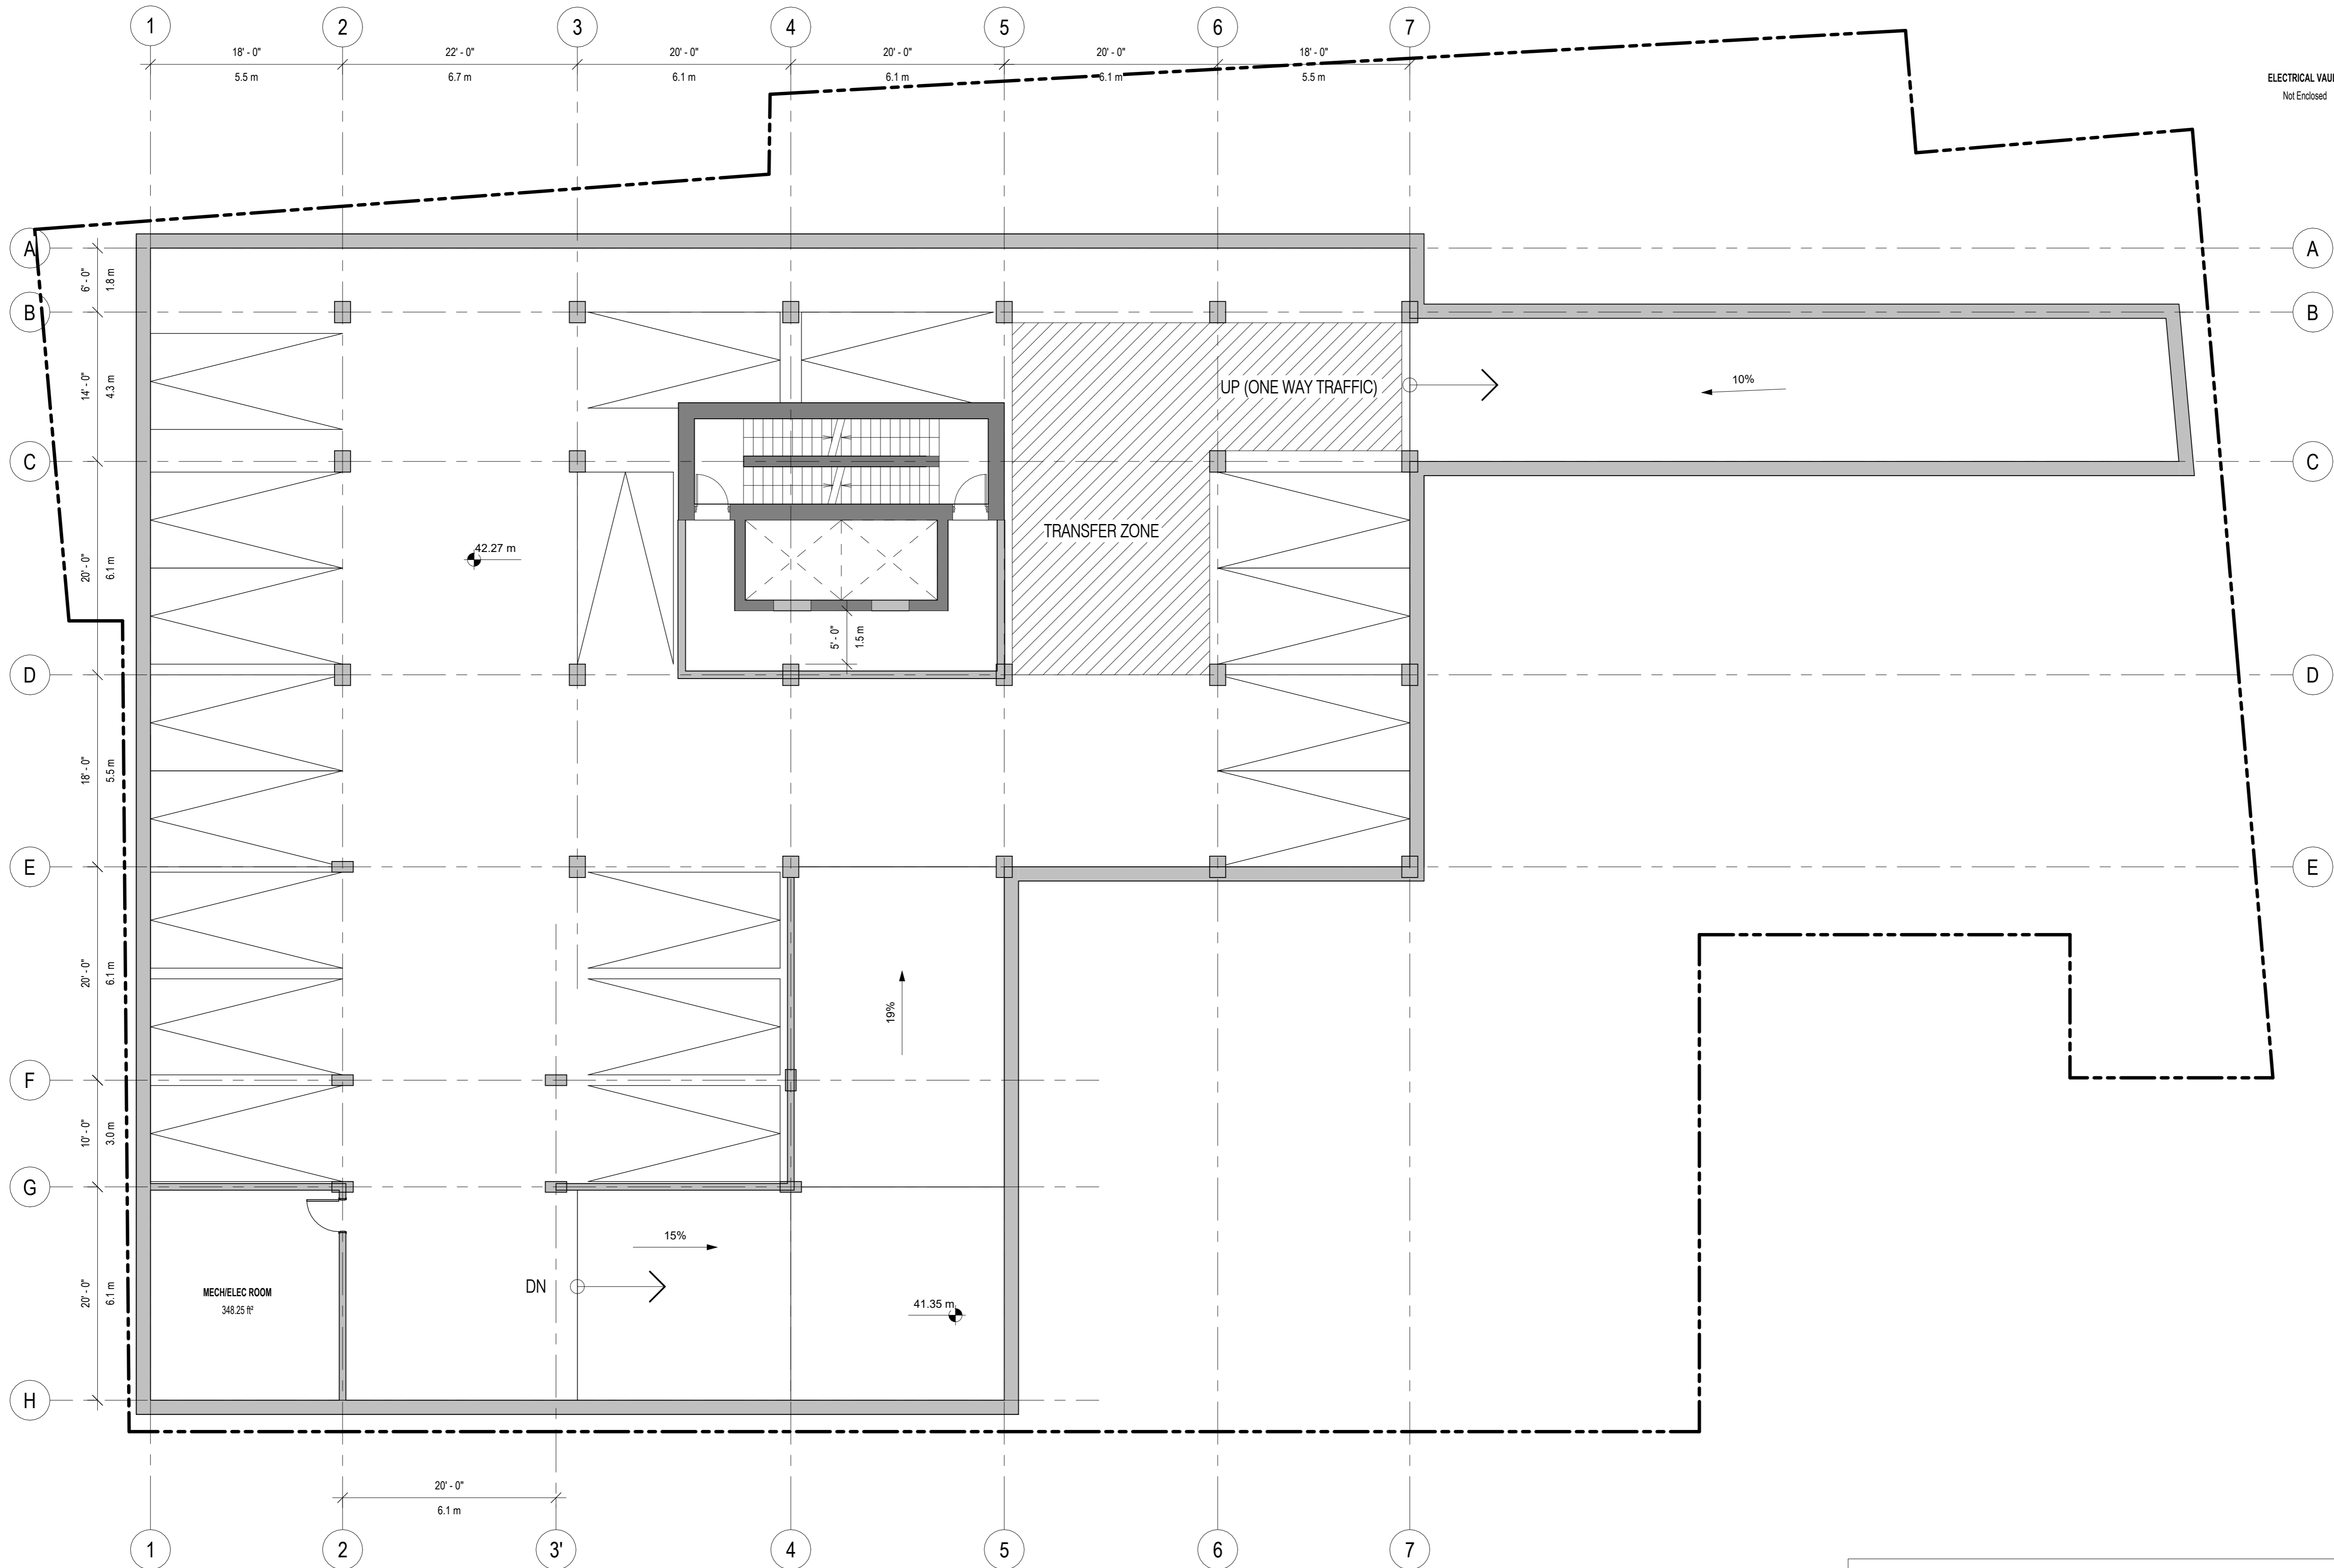 1
2
3
4
5
6
7
18' - 0"
22' - 0"
20' - 0"
20' - 0"
20' - 0"
18' - 0"
5.5 m
6.7 m
6.1 m
6.1 m
6.1 m
5.5 m
ELECTRICAL VAU
Not Enclosed
A
6' - 0"
1.8 m
A
B
B
14' - 0"
4.3 m
UP (ONE WAY TRAFFIC)
10%
C
C
TRANSFER ZONE
42.27 m
20' - 0"
6.1 m
5' - 0"
1.5 m
D
D
18' - 0"
5.5 m
E
E
20' - 0"
6.1 m
19%
F
10' - 0"
3.0 m
G
15%
20' - 0"
6.1 m
MECH/ELEC ROOM
348.25 ft²
DN
41.35 m
H
20' - 0"
6.1 m
1
2
3'
4
5
6
7